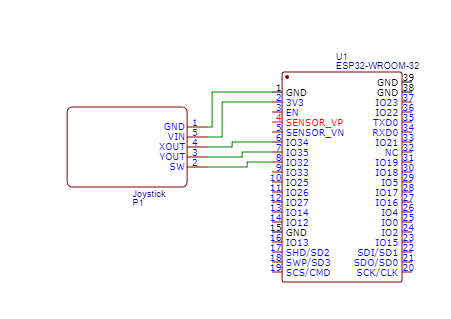 U1
ESP32-WROOM-32
1 GND
2 3V3
3 EN
4 SENSOR_VP
5 SENSOR_VN
6 IO34
7 IO35
8 IO32
9 IO33
10 IO25
11 IO26
12 IO27
13 IO14
14 IO12
15 GND
16 IO13
17 SHD/SD2
18 SWP/SD3
19 SCS/CMD
GND 39
GND 38
IO23 37
IO22 36
TXD0 35
RXD0 34
IO21 33
NC 32
IO19 31
IO18 30
IO5 29
IO17 28
IO16 27
IO4 26
IO0 25
IO2 24
IO15 23
SDI/SD1 22
SDO/SD0 21
SCK/CLK 20
GND 1
VIN 5
XOUT 4
YOUT 3
SW 2
Joystick
P1